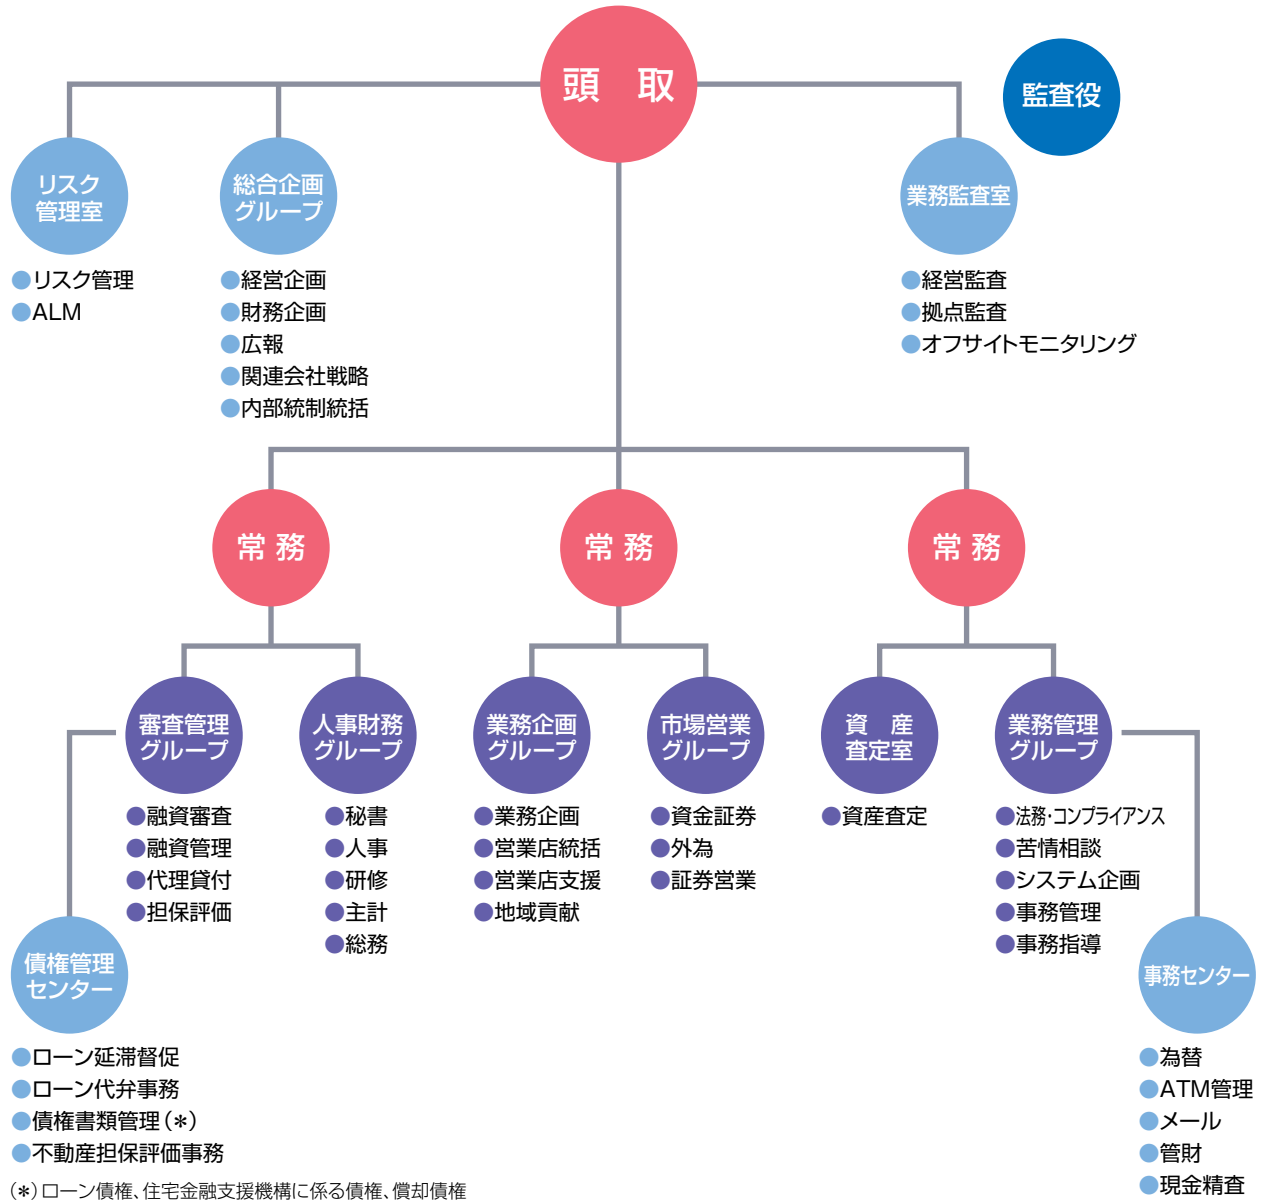 頭 取
監査役
リスク
管理室
●リスク管理
●ALM
総合企画
グループ
●経営企画
●財務企画
●広報
●関連会社戦略
●内部統制統括
業務監査室
●経営監査
●拠点監査
●オフサイトモニタリング
常 務
常 務
常 務
審査管理
グループ
●融資審査
●融資管理
●代理貸付
●担保評価
人事財務
グループ
●秘書
●人事
●研修
●主計
●総務
業務企画
グループ
●業務企画
●営業店統括
●営業店支援
●地域貢献
市場営業
グループ
●資金証券
●外為
●証券営業
資 産
査定室
●資産査定
業務管理
グループ
●法務・コンプライアンス
●苦情相談
●システム企画
●事務管理
●事務指導
債権管理
センター
●ローン延滞督促
●ローン代弁事務
●債権書類管理(＊)
●不動産担保評価事務
事務センター
●為替
●ATM管理
●メール
●管財
●現金精査
(＊)ローン債権、住宅金融支援機構に係る債権、償却債権